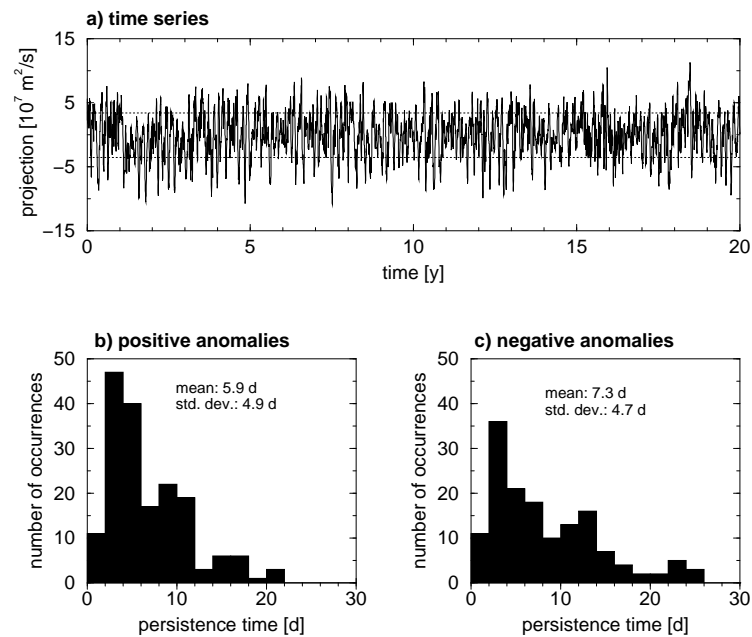 a) time series
15
5
−5
−15
projection [10⁷ m²/s]
0
5
10
15
20
time [y]
b) positive anomalies
50
40
30
20
10
0
number of occurrences
mean: 5.9 d
std. dev.: 4.9 d
0
10
20
30
persistence time [d]
c) negative anomalies
50
40
30
20
10
0
number of occurrences
mean: 7.3 d
std. dev.: 4.7 d
0
10
20
30
persistence time [d]